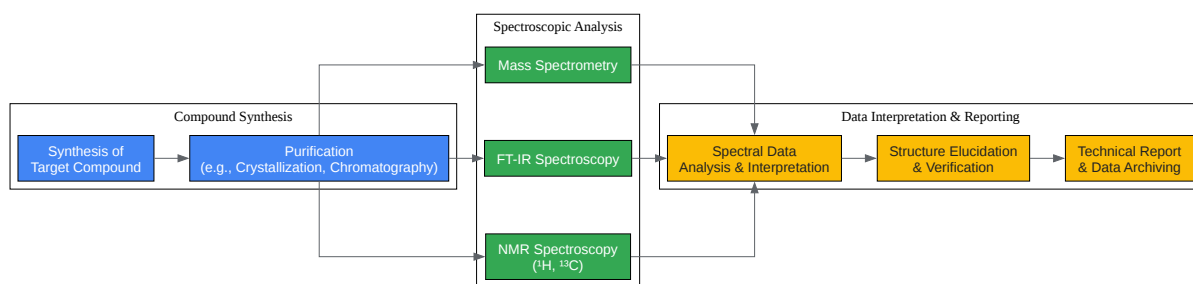 Spectroscopic Analysis
Mass Spectrometry
Compound Synthesis
Data Interpretation & Reporting
Synthesis of
Target Compound
Purification
(e.g., Crystallization, Chromatography)
FT-IR Spectroscopy
Spectral Data
Analysis & Interpretation
Structure Elucidation
& Verification
Technical Report
& Data Archiving
NMR Spectroscopy
(¹H, ¹³C)